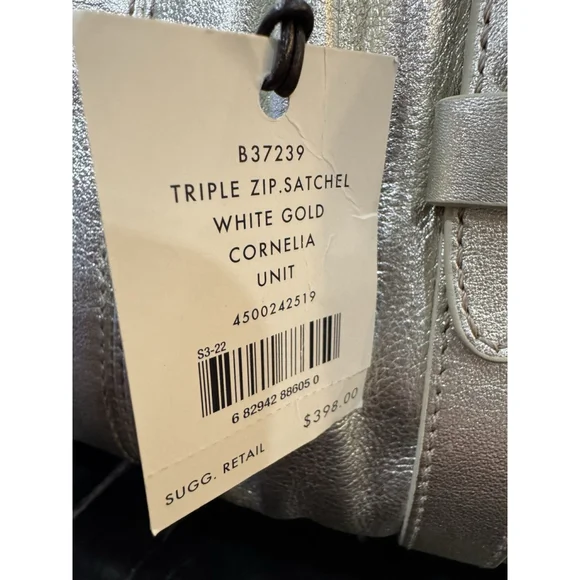 B37239
TRIPLE ZIP.SATCHEL
WHITE GOLD
CORNELIA
UNIT
4500242519
S3-22
6 82942 88605 0
SUGG. RETAIL $398.00